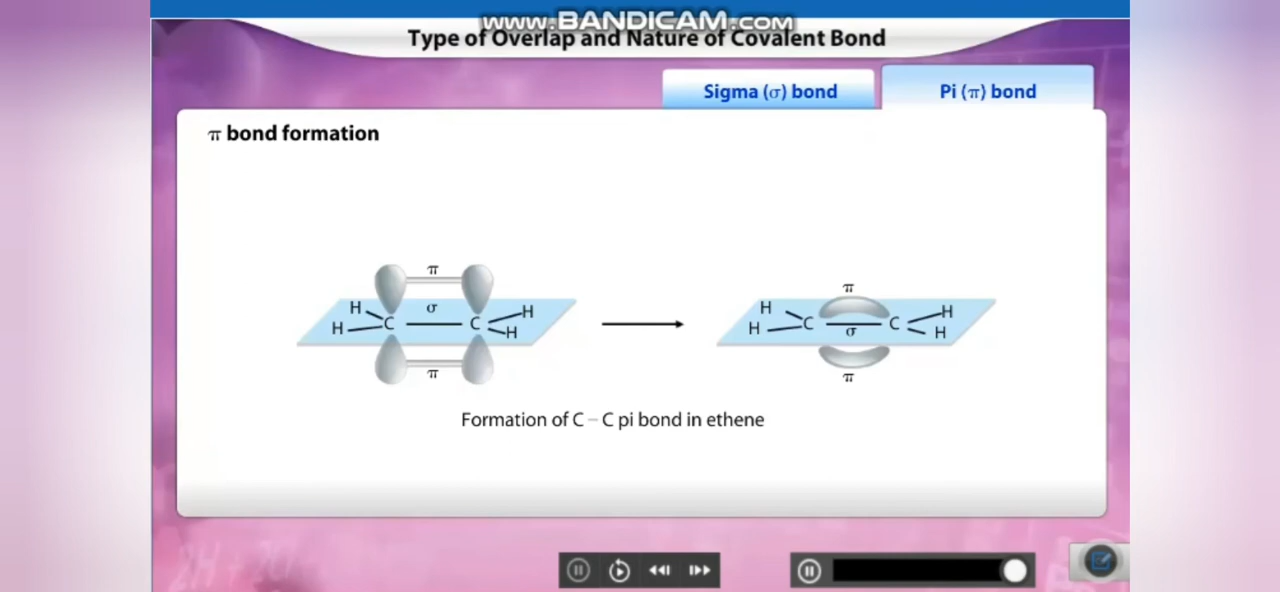 www.BANDICAM.com
Type of Overlap and Nature of Covalent Bond
Sigma (σ) bond
Pi (π) bond
π bond formation
π
H σ H
H C C H
π
π
H H
H C C H
σ
π
Formation of C – C pi bond in ethene